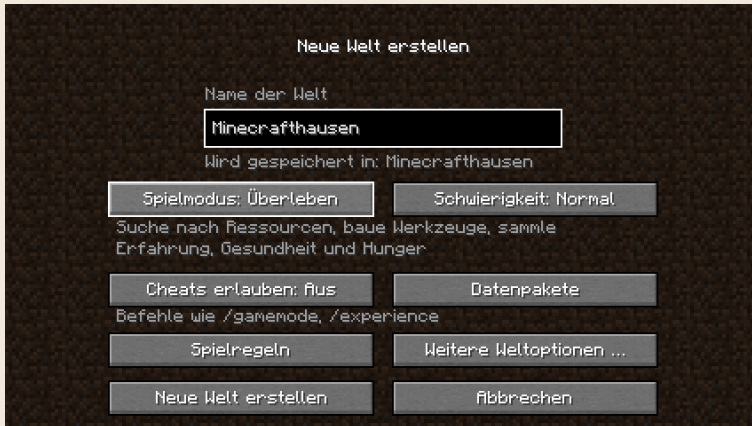 Neue Welt erstellen
Name der Welt
Minecrafthausen
Wird gespeichert in: Minecrafthausen
Spielmodus: Überleben
Schwierigkeit: Normal
Suche nach Ressourcen, baue Werkzeuge, sammle
Erfahrung, Gesundheit und Hunger
Cheats erlauben: Aus
Datenpakete
Befehle wie /gamemode, /experience
Spielregeln
Weitere Weltoptionen ...
Neue Welt erstellen
Abbrechen